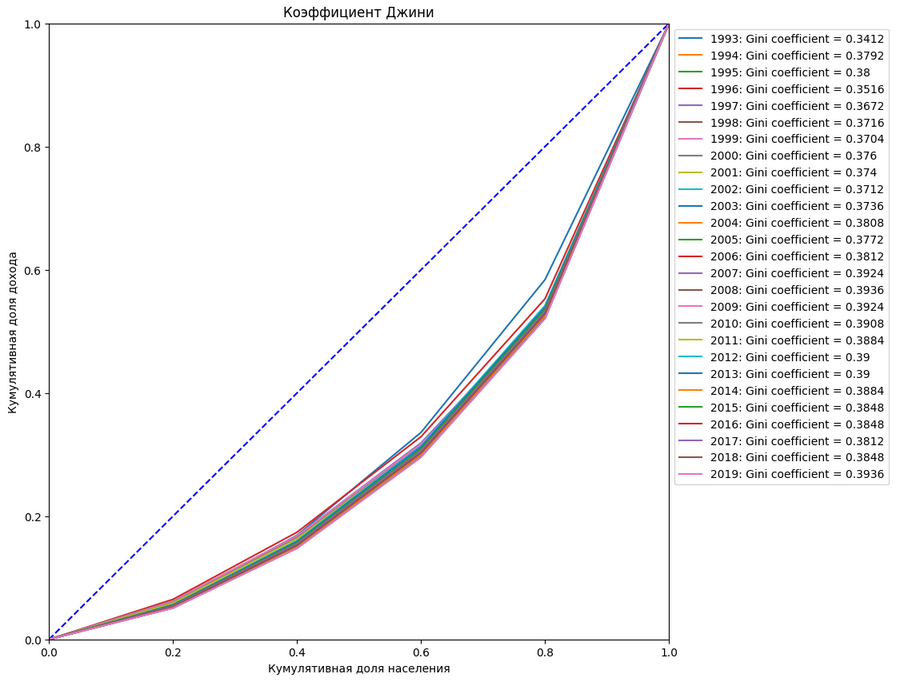 Коэффициент Джини
1.0
0.8
0.6
0.4
0.2
0.0
Кумулятивная доля дохода
0.0 0.2 0.4 0.6 0.8 1.0
Кумулятивная доля населения
1993: Gini coefficient = 0.3412
1994: Gini coefficient = 0.3792
1995: Gini coefficient = 0.38
1996: Gini coefficient = 0.3516
1997: Gini coefficient = 0.3672
1998: Gini coefficient = 0.3716
1999: Gini coefficient = 0.3704
2000: Gini coefficient = 0.376
2001: Gini coefficient = 0.374
2002: Gini coefficient = 0.3712
2003: Gini coefficient = 0.3736
2004: Gini coefficient = 0.3808
2005: Gini coefficient = 0.3772
2006: Gini coefficient = 0.3812
2007: Gini coefficient = 0.3924
2008: Gini coefficient = 0.3936
2009: Gini coefficient = 0.3924
2010: Gini coefficient = 0.3908
2011: Gini coefficient = 0.3884
2012: Gini coefficient = 0.39
2013: Gini coefficient = 0.39
2014: Gini coefficient = 0.3884
2015: Gini coefficient = 0.3848
2016: Gini coefficient = 0.3848
2017: Gini coefficient = 0.3812
2018: Gini coefficient = 0.3848
2019: Gini coefficient = 0.3936